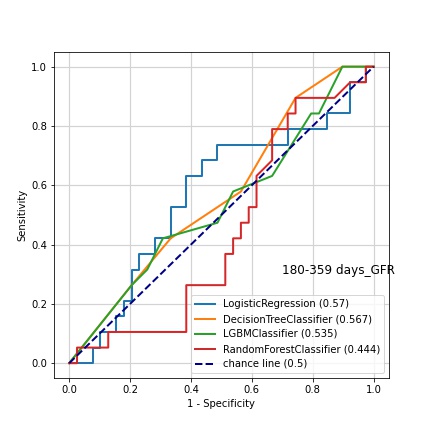 1.0
0.8
0.6
0.4
0.2
0.0
Sensitivity
180-359 days_GFR
LogisticRegression (0.57)
DecisionTreeClassifier (0.567)
LGBMClassifier (0.535)
RandomForestClassifier (0.444)
chance line (0.5)
0.0 0.2 0.4 0.6 0.8 1.0
1 - Specificity